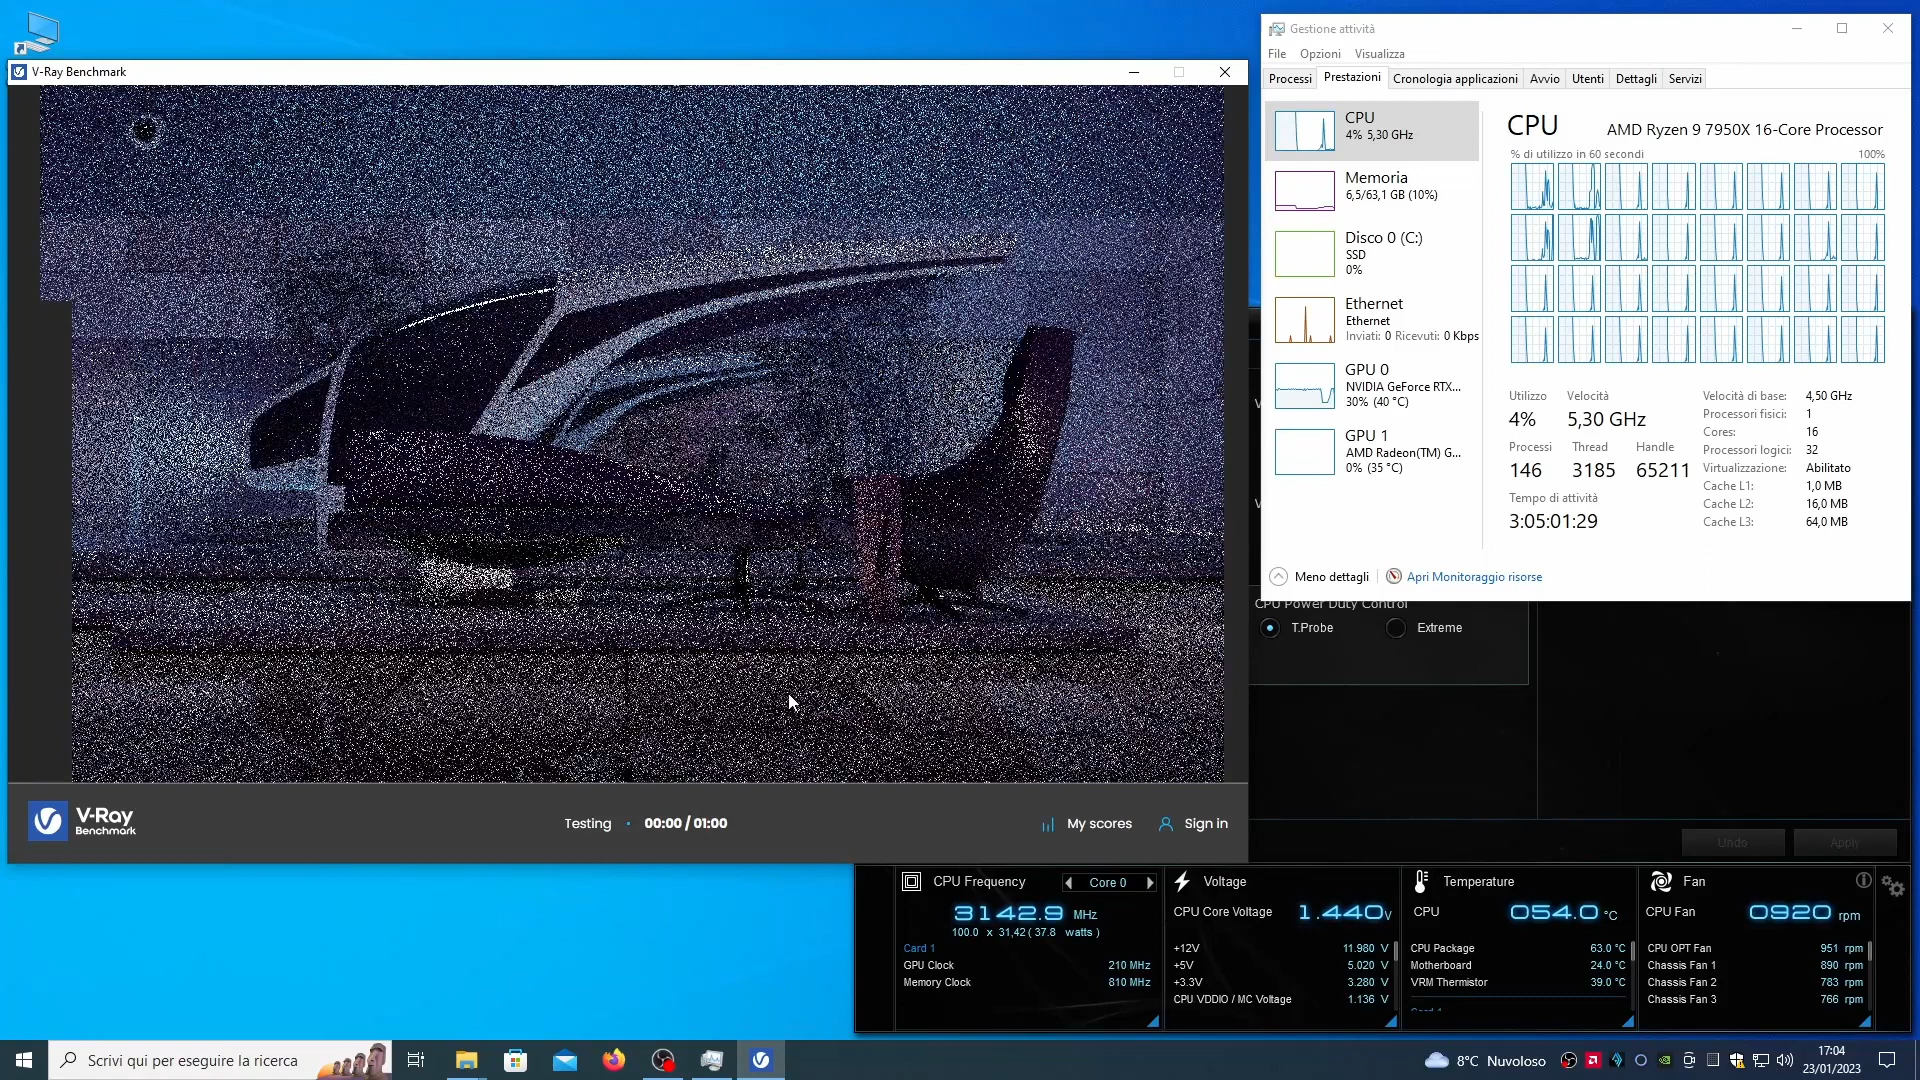 V-Ray Benchmark
V-Ray
Benchmark
Testing • 00:00 / 01:00
My scores
Sign in
Gestione attività
File Opzioni Visualizza
Processi Prestazioni Cronologia applicazioni Avvio Utenti Dettagli Servizi
CPU
4% 5,30 GHz
Memoria
6,5/63,1 GB (10%)
Disco 0 (C:)
SSD
0%
Ethernet
Ethernet
Inviati: 0 Ricevuti: 0 Kbps
GPU 0
NVIDIA GeForce RTX...
30% (40 °C)
GPU 1
AMD Radeon(TM) G...
0% (35 °C)
CPU AMD Ryzen 9 7950X 16-Core Processor
% di utilizzo in 60 secondi 100%
Utilizzo Velocità
4% 5,30 GHz
Processi Thread Handle
146 3185 65211
Tempo di attività
3:05:01:29
Velocità di base: 4,50 GHz
Processori fisici: 1
Cores: 16
Processori logici: 32
Virtualizzazione: Abilitato
Cache L1: 1,0 MB
Cache L2: 16,0 MB
Cache L3: 64,0 MB
Meno dettagli Apri Monitoraggio risorse
CPU Power Duty Control
T.Probe Extreme
Undo Apply
CPU Frequency Core 0
3142.9 MHz
100.0 x 31,42 ( 37.8 watts )
Card 1
GPU Clock 210 MHz
Memory Clock 810 MHz
Voltage
CPU Core Voltage 1.440 V
+12V 11.980 V
+5V 5.020 V
+3.3V 3.280 V
CPU VDDIO / MC Voltage 1.136 V
Temperature
CPU 054.0 °C
CPU Package 63.0 °C
Motherboard 24.0 °C
VRM Thermistor 39.0 °C
Fan
CPU Fan 0920 rpm
CPU OPT Fan 951 rpm
Chassis Fan 1 890 rpm
Chassis Fan 2 783 rpm
Chassis Fan 3 766 rpm
Scrivi qui per eseguire la ricerca
8°C Nuvoloso
17:04
23/01/2023